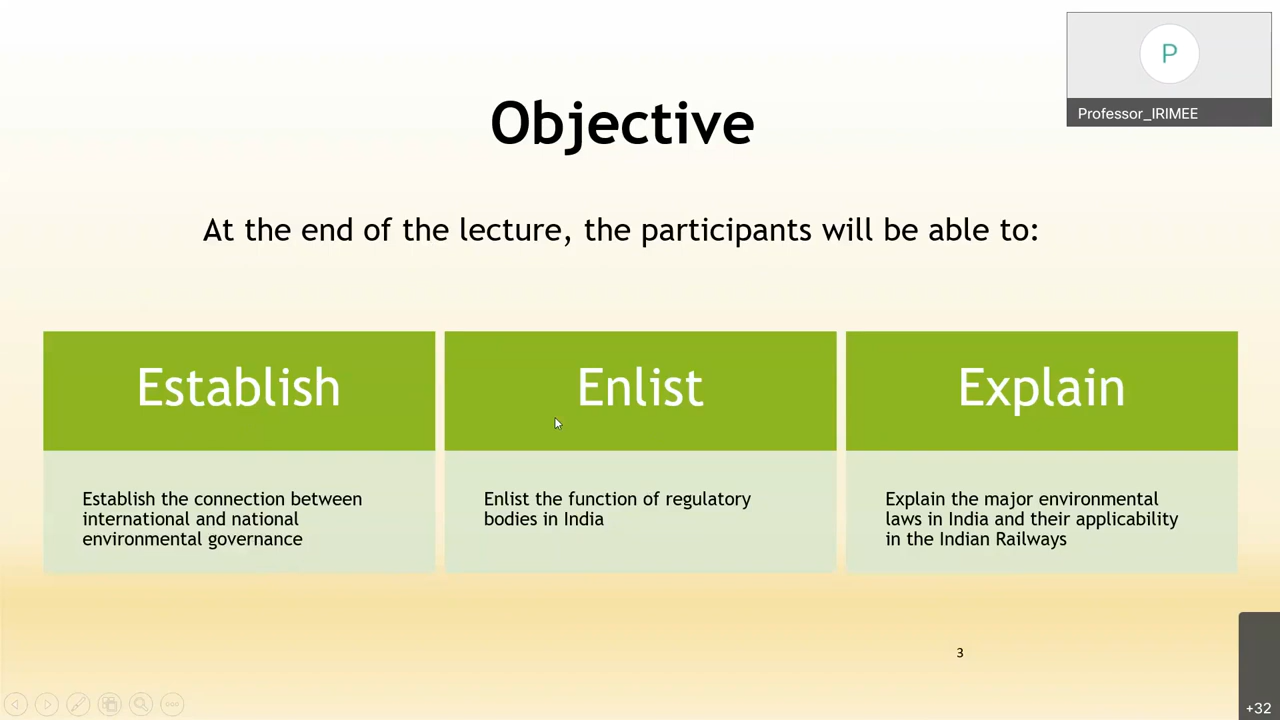 P
Professor_IRIMEE
Objective
At the end of the lecture, the participants will be able to:
Establish
Establish the connection between
international and national
environmental governance
Enlist
Enlist the function of regulatory
bodies in India
Explain
Explain the major environmental
laws in India and their applicability
in the Indian Railways
3
+32